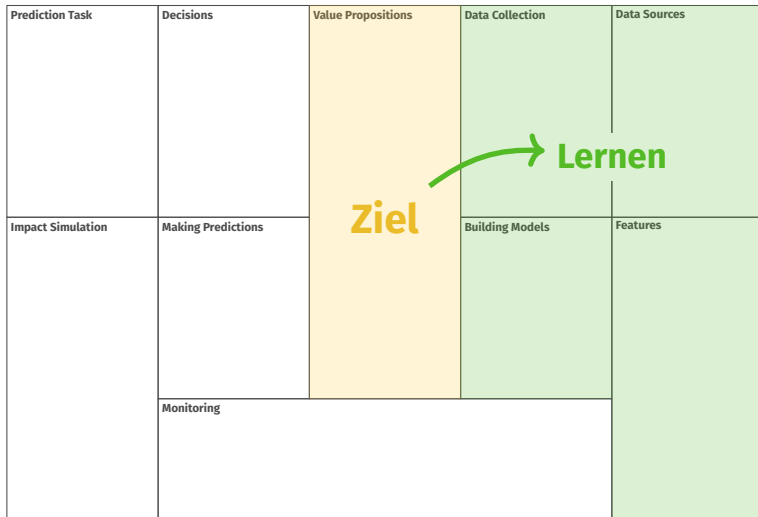 Prediction Task
Decisions
Value Propositions
Data Collection
Data Sources
Lernen
Ziel
Impact Simulation
Making Predictions
Building Models
Features
Monitoring